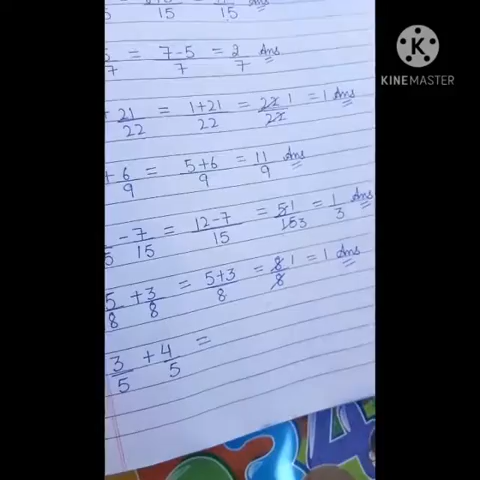 15 15 Ans
7 = 7-5/7 = 2/7 Ans
+ 21/22 = 1+21/22 = 22/22 1 = 1 Ans
+ 6/9 = 5+6/9 = 11/9 Ans
5 - 7/15 = 12-7/15 = 5 1/15 3 = 1/3 Ans
5/8 + 3/8 = 5+3/8 = 8/8 1 = 1 Ans
3/5 + 4/5 =
K
KINEMASTER